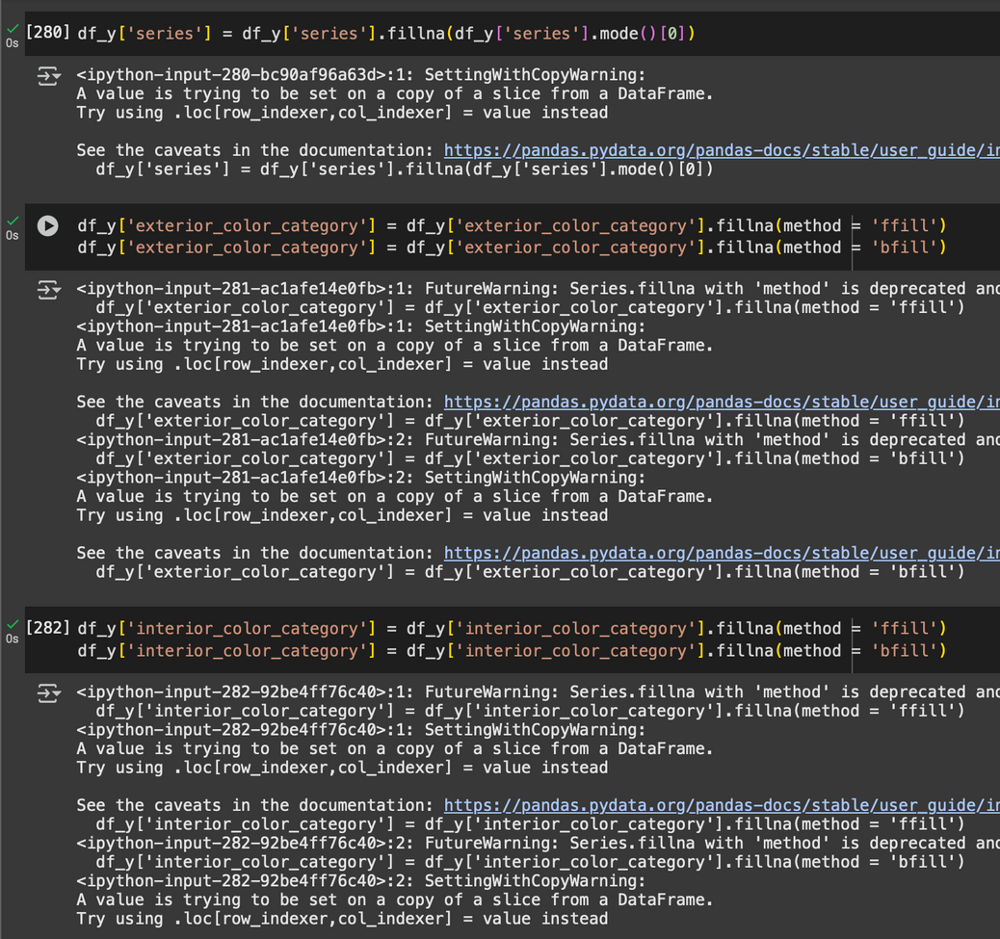 [280] df_y['series'] = df_y['series'].fillna(df_y['series'].mode()[0])
0s
<ipython-input-280-bc90af96a63d>:1: SettingWithCopyWarning:
A value is trying to be set on a copy of a slice from a DataFrame.
Try using .loc[row_indexer,col_indexer] = value instead
See the caveats in the documentation: https://pandas.pydata.org/pandas-docs/stable/user_guide/in
df_y['series'] = df_y['series'].fillna(df_y['series'].mode()[0])
df_y['exterior_color_category'] = df_y['exterior_color_category'].fillna(method = 'ffill')
0s
df_y['exterior_color_category'] = df_y['exterior_color_category'].fillna(method = 'bfill')
<ipython-input-281-ac1afe14e0fb>:1: FutureWarning: Series.fillna with 'method' is deprecated and
df_y['exterior_color_category'] = df_y['exterior_color_category'].fillna(method = 'ffill')
<ipython-input-281-ac1afe14e0fb>:1: SettingWithCopyWarning:
A value is trying to be set on a copy of a slice from a DataFrame.
Try using .loc[row_indexer,col_indexer] = value instead
See the caveats in the documentation: https://pandas.pydata.org/pandas-docs/stable/user_guide/in
df_y['exterior_color_category'] = df_y['exterior_color_category'].fillna(method = 'ffill')
<ipython-input-281-ac1afe14e0fb>:2: FutureWarning: Series.fillna with 'method' is deprecated and
df_y['exterior_color_category'] = df_y['exterior_color_category'].fillna(method = 'bfill')
<ipython-input-281-ac1afe14e0fb>:2: SettingWithCopyWarning:
A value is trying to be set on a copy of a slice from a DataFrame.
Try using .loc[row_indexer,col_indexer] = value instead
See the caveats in the documentation: https://pandas.pydata.org/pandas-docs/stable/user_guide/in
df_y['exterior_color_category'] = df_y['exterior_color_category'].fillna(method = 'bfill')
[282] df_y['interior_color_category'] = df_y['interior_color_category'].fillna(method = 'ffill')
0s
df_y['interior_color_category'] = df_y['interior_color_category'].fillna(method = 'bfill')
<ipython-input-282-92be4ff76c40>:1: FutureWarning: Series.fillna with 'method' is deprecated and
df_y['interior_color_category'] = df_y['interior_color_category'].fillna(method = 'ffill')
<ipython-input-282-92be4ff76c40>:1: SettingWithCopyWarning:
A value is trying to be set on a copy of a slice from a DataFrame.
Try using .loc[row_indexer,col_indexer] = value instead
See the caveats in the documentation: https://pandas.pydata.org/pandas-docs/stable/user_guide/in
df_y['interior_color_category'] = df_y['interior_color_category'].fillna(method = 'ffill')
<ipython-input-282-92be4ff76c40>:2: FutureWarning: Series.fillna with 'method' is deprecated and
df_y['interior_color_category'] = df_y['interior_color_category'].fillna(method = 'bfill')
<ipython-input-282-92be4ff76c40>:2: SettingWithCopyWarning:
A value is trying to be set on a copy of a slice from a DataFrame.
Try using .loc[row_indexer,col_indexer] = value instead